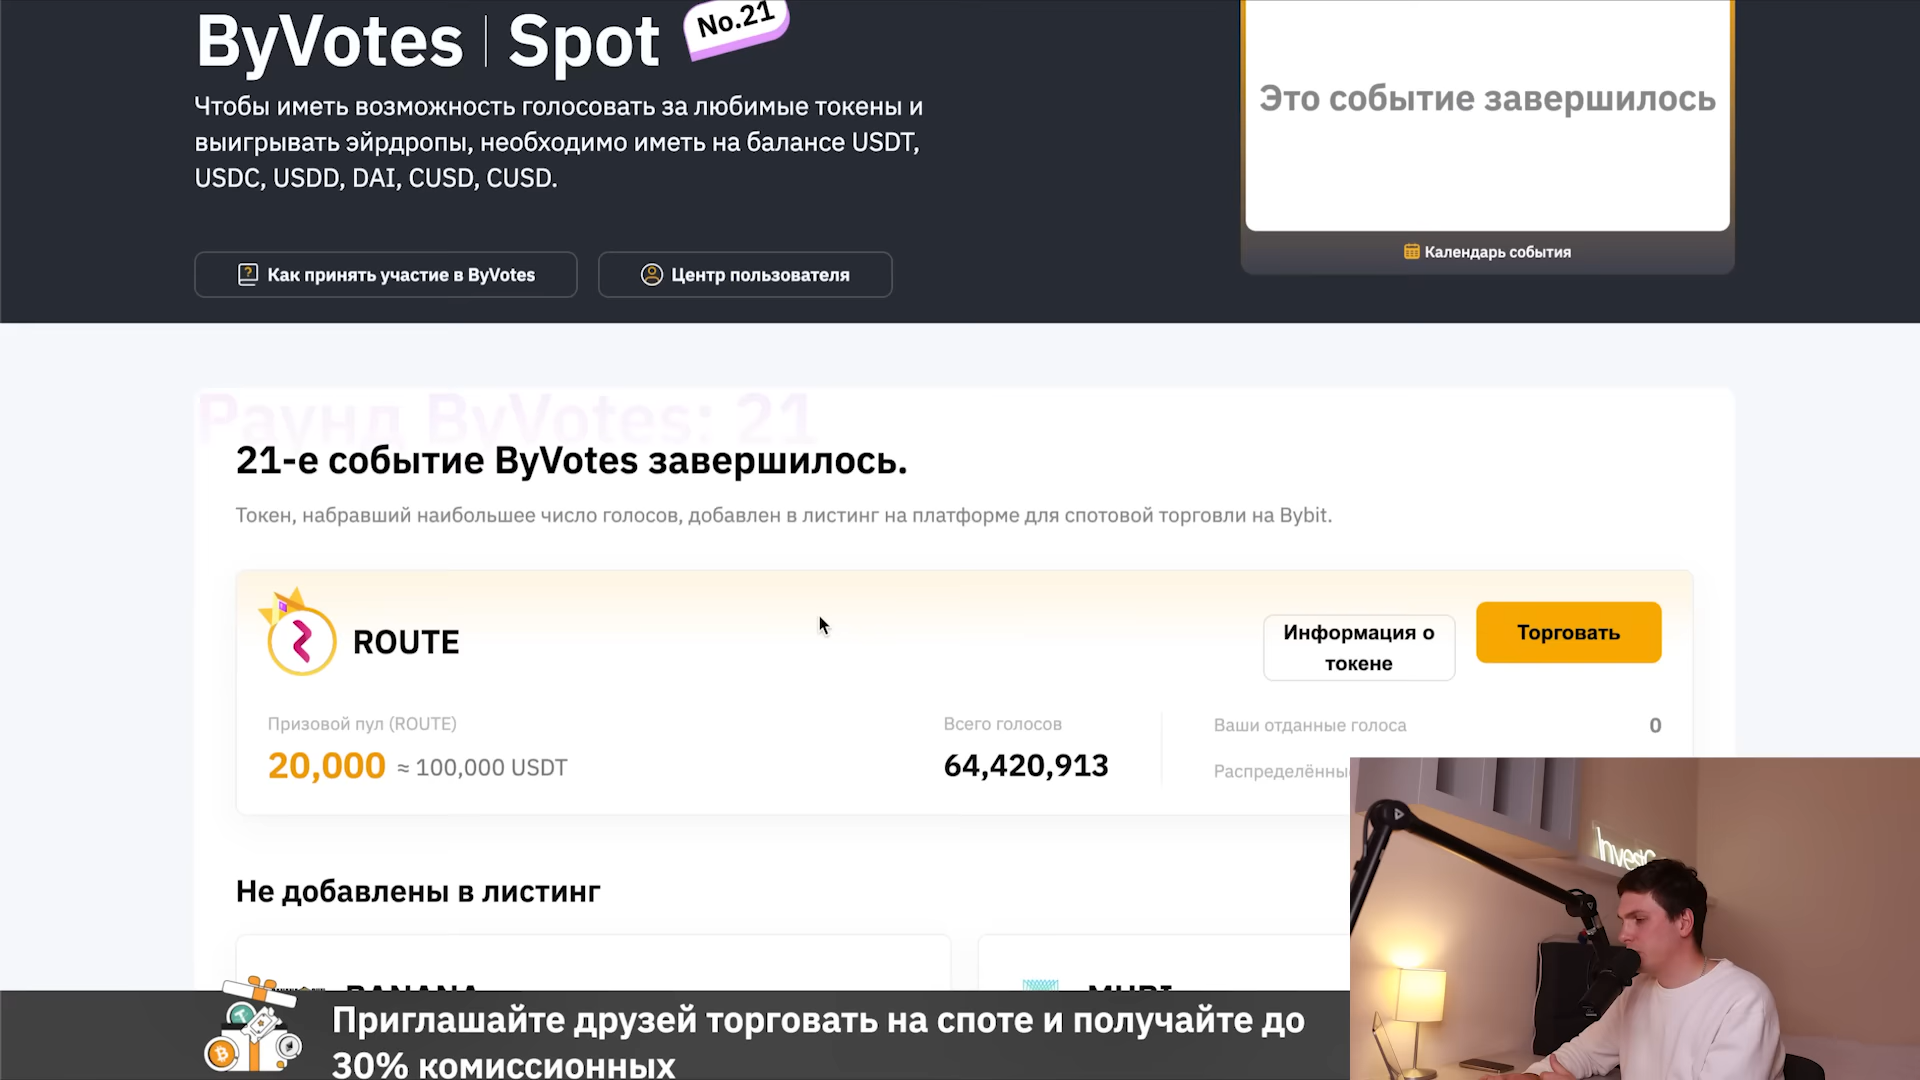 ByVotes | Spot No.21
Чтобы иметь возможность голосовать за любимые токены и
выигрывать эйрдропы, необходимо иметь на балансе USDT,
USDC, USDD, DAI, CUSD, CUSD.
Как принять участие в ByVotes
Центр пользователя
Это событие завершилось
Календарь события
Раунд ByVotes: 21
21-е событие ByVotes завершилось.
Токен, набравший наибольшее число голосов, добавлен в листинг на платформе для спотовой торговли на Bybit.
ROUTE
Информация о
токене
Торговать
Призовой пул (ROUTE)
20,000 ≈ 100,000 USDT
Всего голосов
64,420,913
Ваши отданные голоса 0
Не добавлены в листинг
BANANA
Приглашайте друзей торговать на споте и получайте до
30% комиссионных